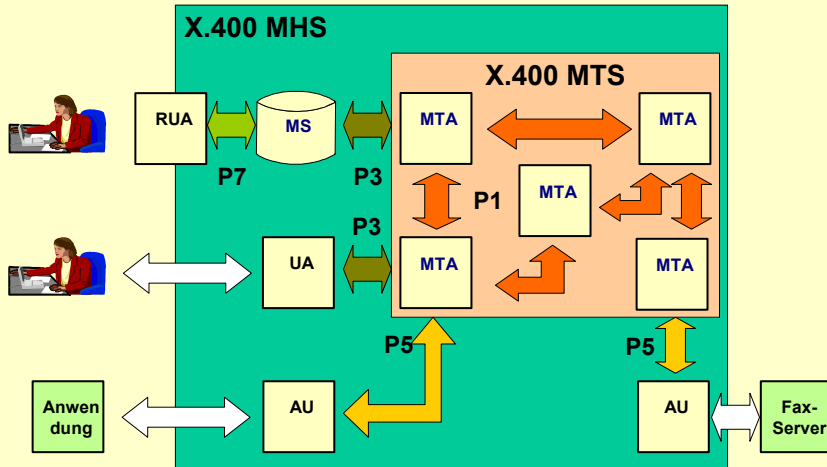 X.400 MHS
X.400 MTS
RUA
MS
MTA
MTA
P7
P3
P1
MTA
P3
UA
MTA
MTA
P5
P5
Anwen
dung
AU
AU
Fax-
Server